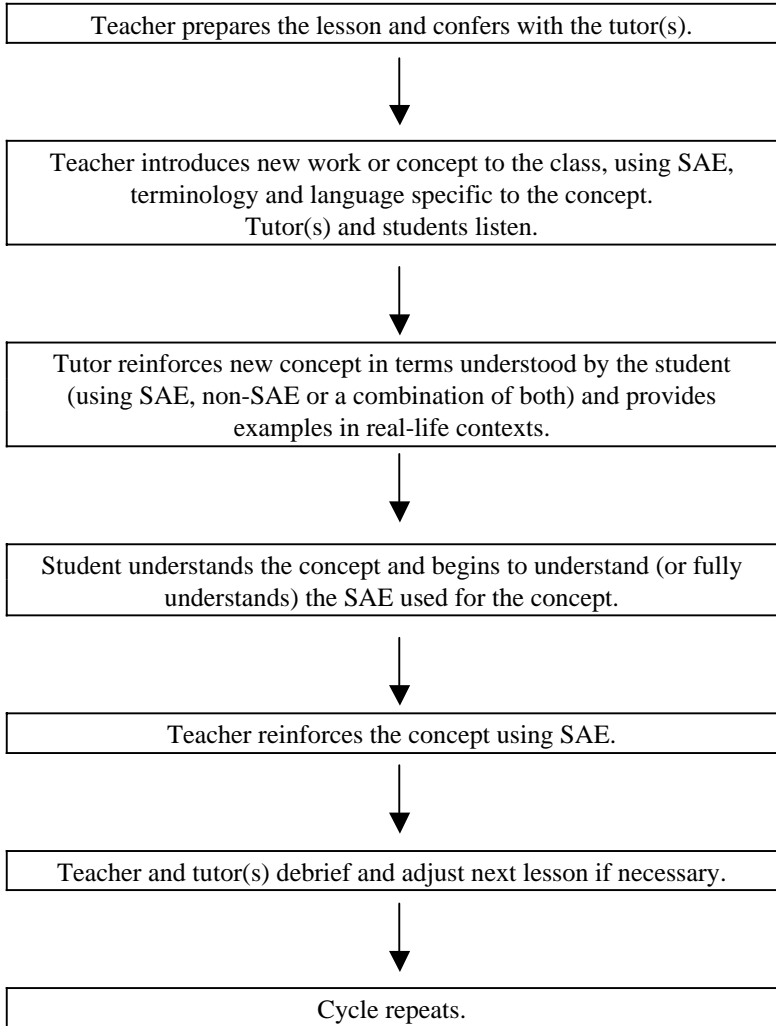 Teacher prepares the lesson and confers with the tutor(s).
Teacher introduces new work or concept to the class, using SAE,
terminology and language specific to the concept.
Tutor(s) and students listen.
Tutor reinforces new concept in terms understood by the student
(using SAE, non-SAE or a combination of both) and provides
examples in real-life contexts.
Student understands the concept and begins to understand (or fully
understands) the SAE used for the concept.
Teacher reinforces the concept using SAE.
Teacher and tutor(s) debrief and adjust next lesson if necessary.
Cycle repeats.